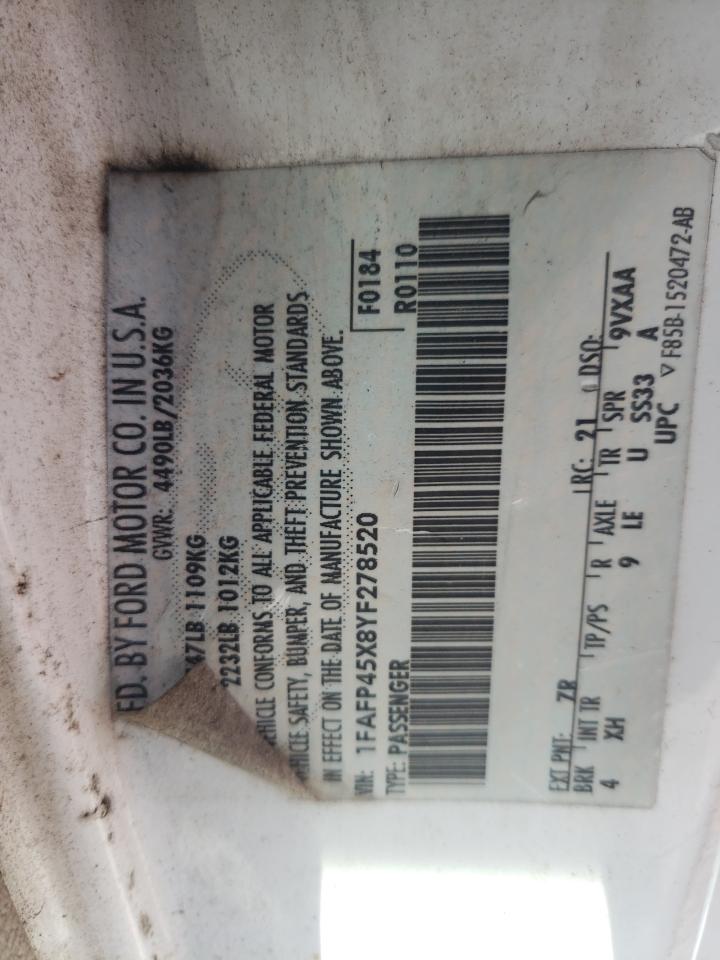 FD. BY FORD MOTOR CO. IN U.S.A.
GVWR: 4490LB/2036KG
47LB 1109KG
2232LB 1012KG
VEHICLE CONFORMS TO ALL APPLICABLE FEDERAL MOTOR
VEHICLE SAFETY, BUMPER, AND THEFT PREVENTION STANDARDS
IN EFFECT ON THE DATE OF MANUFACTURE SHOWN ABOVE.
VIN: 1FAFP45X8YF278520
F0184
TYPE: PASSENGER
R0110
EXT PNT: ZR RC: 21 DSO:
BRK INT TR TP/PS R AXLE TR SPR
4 XH 9 LE U SS33 9VXAA
UPC A
▽ F85B-1520472-AB